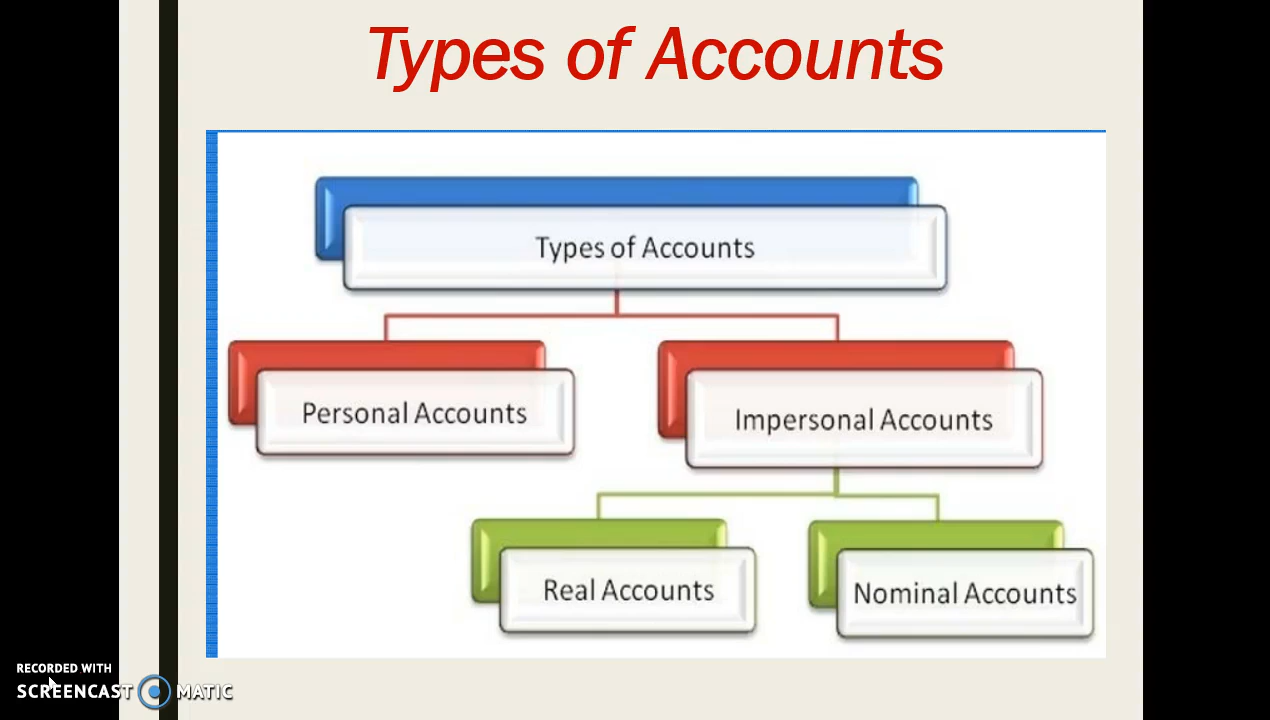 Types of Accounts
Types of Accounts
Personal Accounts
Impersonal Accounts
Real Accounts
Nominal Accounts
RECORDED WITH
SCREENCAST MATIC